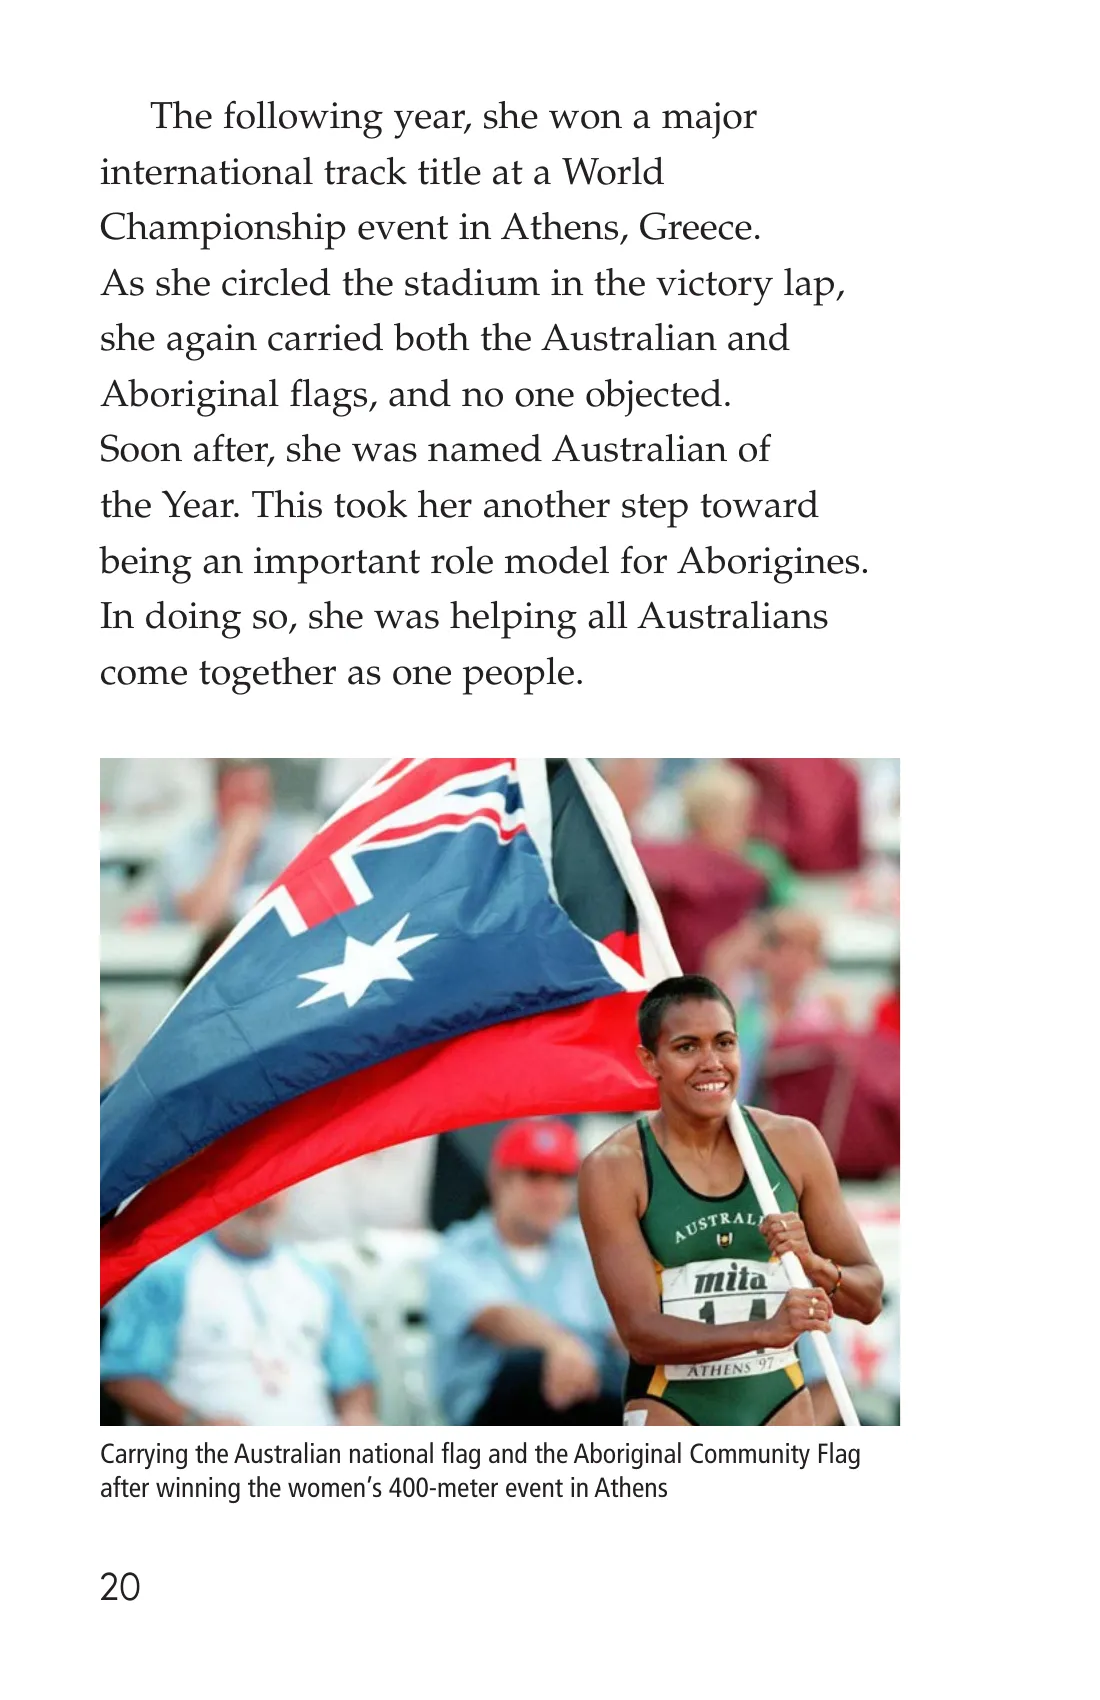 The following year, she won a major
international track title at a World
Championship event in Athens, Greece.
As she circled the stadium in the victory lap,
she again carried both the Australian and
Aboriginal flags, and no one objected.
Soon after, she was named Australian of
the Year. This took her another step toward
being an important role model for Aborigines.
In doing so, she was helping all Australians
come together as one people.
AUSTRALI
mita
14
ATHENS '97
Carrying the Australian national flag and the Aboriginal Community Flag
after winning the women's 400-meter event in Athens
20